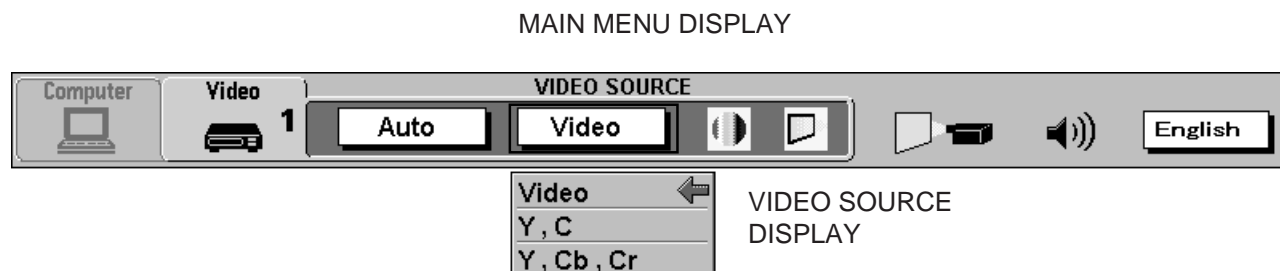 MAIN MENU DISPLAY
Computer
Video
1
VIDEO SOURCE
Auto
Video
English
Video
Y , C
Y , Cb , Cr
VIDEO SOURCE
DISPLAY